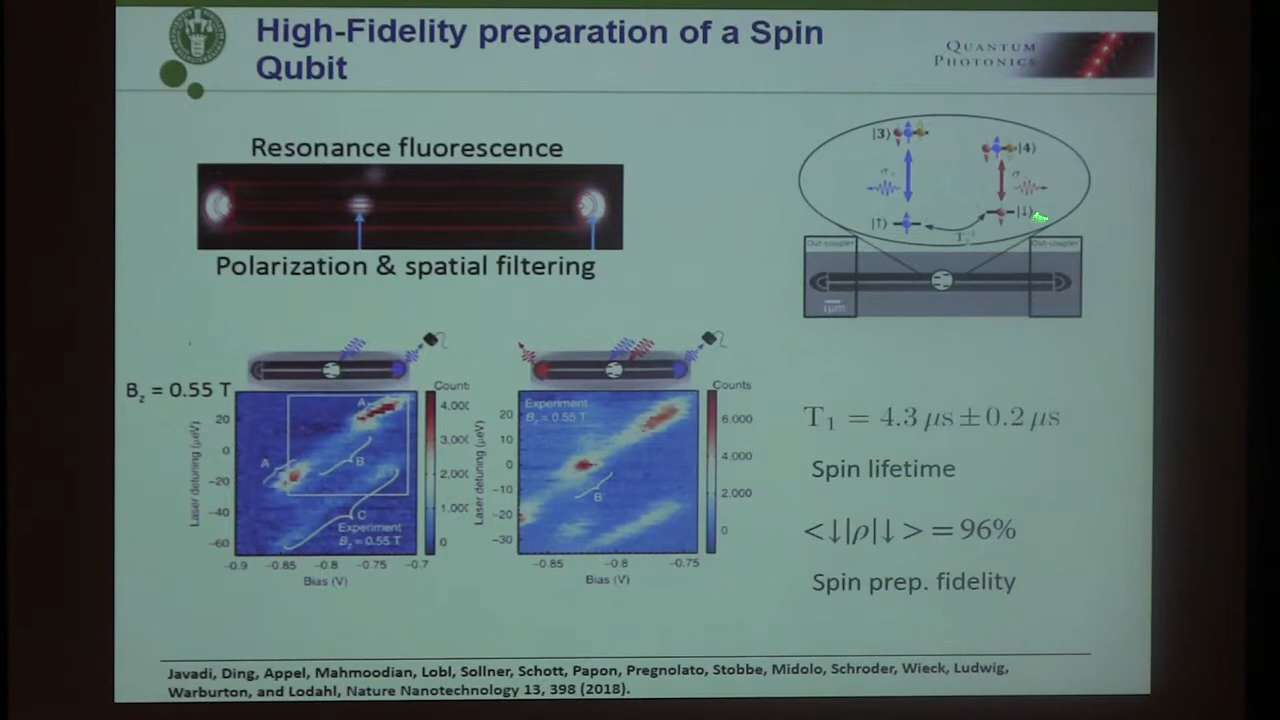 High-Fidelity preparation of a Spin
Qubit
QUANTUM
PHOTONICS
Resonance fluorescence
Polarization & spatial filtering
|3⟩
|4⟩
|↑⟩
|↓⟩
Out-coupler
Out-coupler
1μm
B_z = 0.55 T
Counts
4,000
3,000
2,000
1,000
0
20
0
−20
−40
−60
Laser detuning (μeV)
A
A
B
C
Experiment
B_z = 0.55 T
−0.9 −0.85 −0.8 −0.75 −0.7
Bias (V)
Counts
6,000
4,000
2,000
0
20
10
0
−10
−20
−30
Laser detuning (μeV)
Experiment
B_z = 0.55 T
B
−0.85 −0.8 −0.75
Bias (V)
T₁ = 4.3 μs ± 0.2 μs
Spin lifetime
<↓|ρ|↓> = 96%
Spin prep. fidelity
Javadi, Ding, Appel, Mahmoodian, Lobl, Sollner, Schott, Papon, Pregnolato, Stobbe, Midolo, Schroder, Wieck, Ludwig,
Warburton, and Lodahl, Nature Nanotechnology 13, 398 (2018).